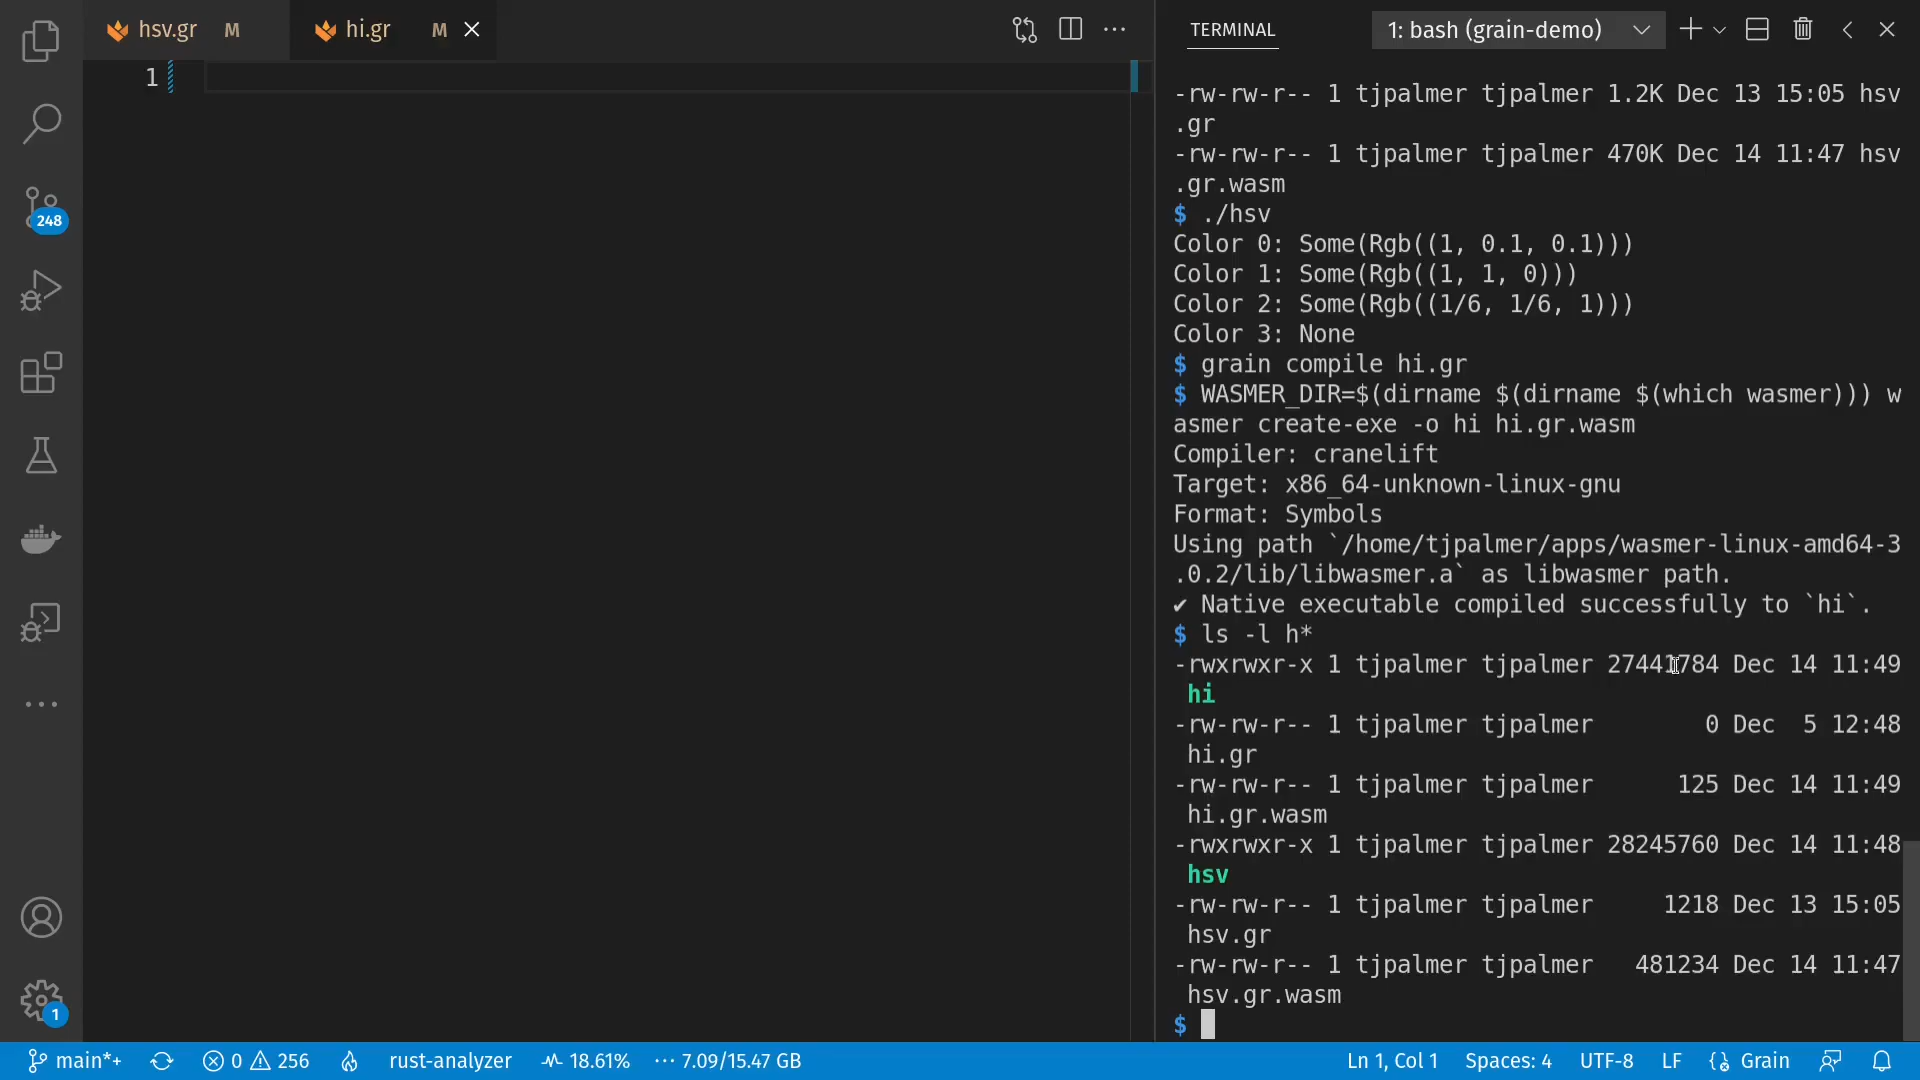 hsv.gr M hi.gr M
1
248
1
TERMINAL 1: bash (grain-demo)
-rw-rw-r-- 1 tjpalmer tjpalmer 1.2K Dec 13 15:05 hsv
.gr
-rw-rw-r-- 1 tjpalmer tjpalmer 470K Dec 14 11:47 hsv
.gr.wasm
$ ./hsv
Color 0: Some(Rgb((1, 0.1, 0.1)))
Color 1: Some(Rgb((1, 1, 0)))
Color 2: Some(Rgb((1/6, 1/6, 1)))
Color 3: None
$ grain compile hi.gr
$ WASMER_DIR=$(dirname $(dirname $(which wasmer))) w
asmer create-exe -o hi hi.gr.wasm
Compiler: cranelift
Target: x86_64-unknown-linux-gnu
Format: Symbols
Using path `/home/tjpalmer/apps/wasmer-linux-amd64-3
.0.2/lib/libwasmer.a` as libwasmer path.
✔ Native executable compiled successfully to `hi`.
$ ls -l h*
-rwxrwxr-x 1 tjpalmer tjpalmer 27441784 Dec 14 11:49
hi
-rw-rw-r-- 1 tjpalmer tjpalmer 0 Dec 5 12:48
hi.gr
-rw-rw-r-- 1 tjpalmer tjpalmer 125 Dec 14 11:49
hi.gr.wasm
-rwxrwxr-x 1 tjpalmer tjpalmer 28245760 Dec 14 11:48
hsv
-rw-rw-r-- 1 tjpalmer tjpalmer 1218 Dec 13 15:05
hsv.gr
-rw-rw-r-- 1 tjpalmer tjpalmer 481234 Dec 14 11:47
hsv.gr.wasm
$
main*+ 0 256 rust-analyzer 18.61% ··· 7.09/15.47 GB Ln 1, Col 1 Spaces: 4 UTF-8 LF Grain